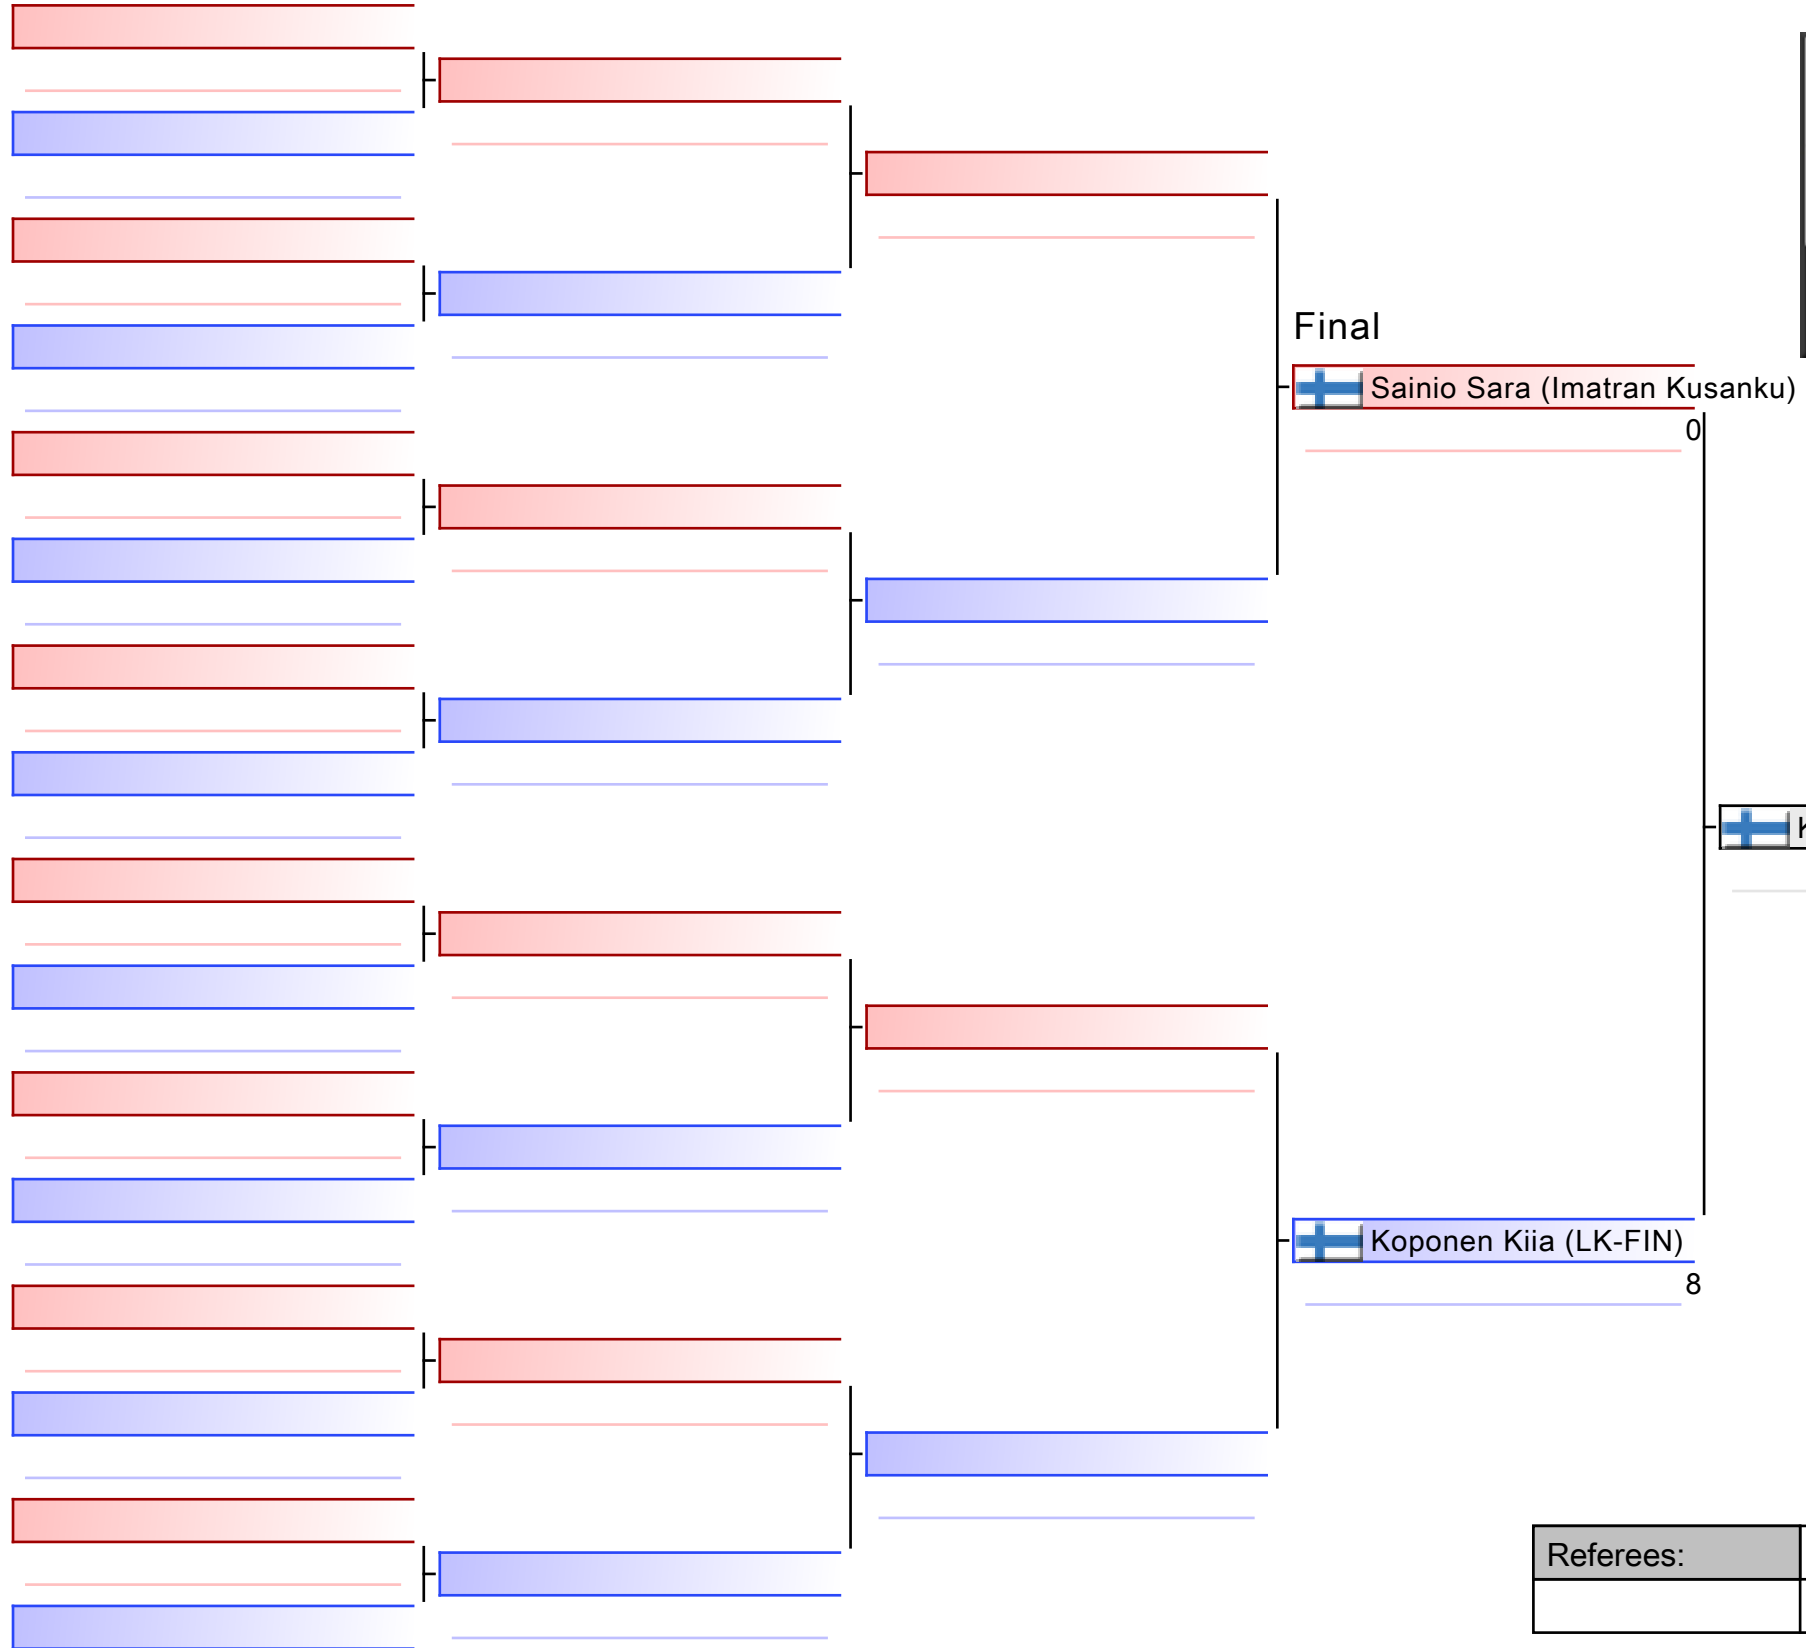 Final
Sainio Sara (Imatran Kusanku)
0
K
Koponen Kiia (LK-FIN)
8
Referees: